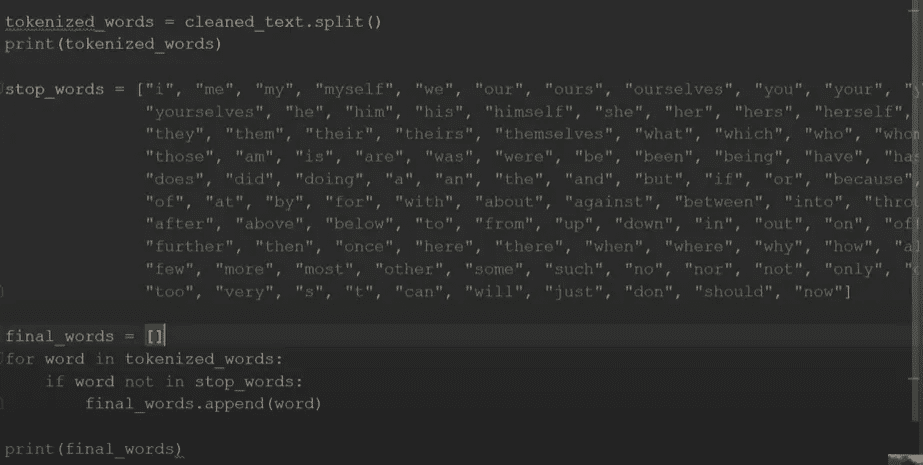 tokenized_words = cleaned_text.split()
print(tokenized_words)
stop_words = ["i", "me", "my", "myself", "we", "our", "ours", "ourselves", "you", "your",
"yourselves", "he", "him", "his", "himself", "she", "her", "hers", "herself",
"they", "them", "their", "theirs", "themselves", "what", "which", "who",
"those", "am", "is", "are", "was", "were", "be", "been", "being", "have",
"does", "did", "doing", "a", "an", "the", "and", "but", "if", "or", "because",
"of", "at", "by", "for", "with", "about", "against", "between", "into",
"after", "above", "below", "to", "from", "up", "down", "in", "out", "on",
"further", "then", "once", "here", "there", "when", "where", "why", "how",
"few", "more", "most", "other", "some", "such", "no", "nor", "not", "only",
"too", "very", "s", "t", "can", "will", "just", "don", "should", "now"]
final_words = []
for word in tokenized_words:
if word not in stop_words:
final_words.append(word)
print(final_words)